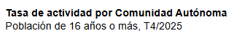 Tasa de actividad por Comunidad Autónoma
Población de 16 años o más, T4/2025